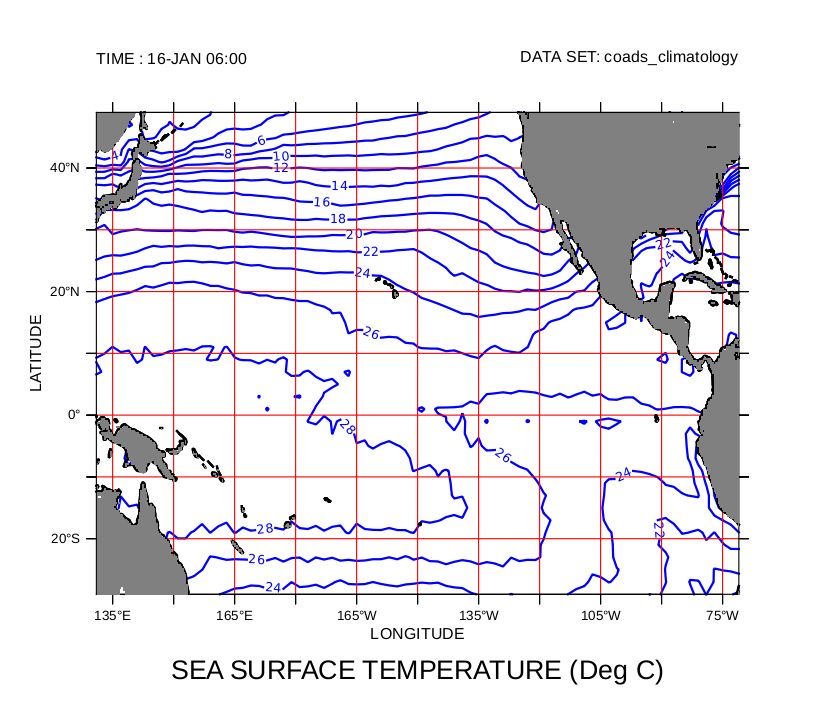 TIME : 16-JAN 06:00
DATA SET: coads_climatology
4
6
8
10
12
14
16
18
20
22
24
26
28
28
26
24
26
24
22
22
24
40°N
20°N
0°
20°S
LATITUDE
135°E 165°E 165°W 135°W 105°W 75°W
LONGITUDE
SEA SURFACE TEMPERATURE (Deg C)